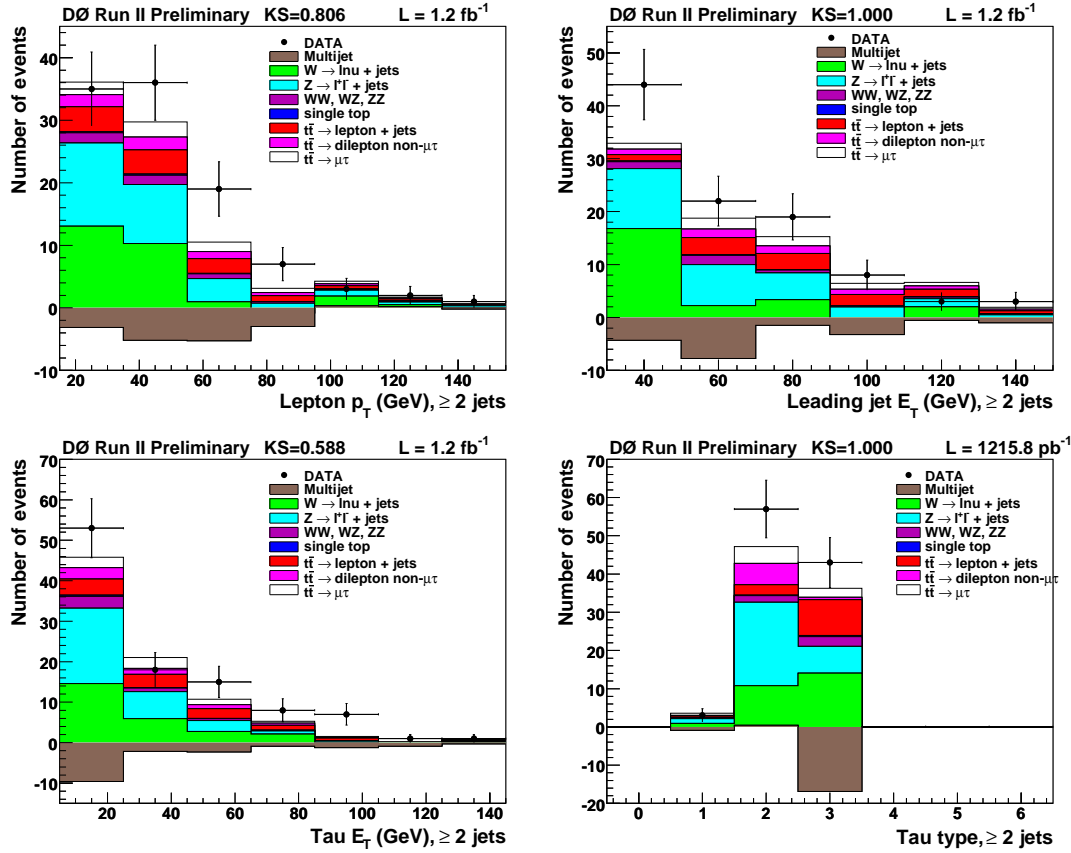 DØ Run II Preliminary KS=0.806 L = 1.2 fb⁻¹
Number of events
40
30
20
10
0
-10
DATA
Multijet
W → lnu + jets
Z → l⁺l⁻ + jets
WW, WZ, ZZ
single top
tt̄ → lepton + jets
tt̄ → dilepton non-μτ
tt̄ → μτ
20 40 60 80 100 120 140
Lepton p_T (GeV), ≥ 2 jets
DØ Run II Preliminary KS=1.000 L = 1.2 fb⁻¹
Number of events
50
40
30
20
10
0
-10
DATA
Multijet
W → lnu + jets
Z → l⁺l⁻ + jets
WW, WZ, ZZ
single top
tt̄ → lepton + jets
tt̄ → dilepton non-μτ
tt̄ → μτ
40 60 80 100 120 140
Leading jet E_T (GeV), ≥ 2 jets
DØ Run II Preliminary KS=0.588 L = 1.2 fb⁻¹
Number of events
70
60
50
40
30
20
10
0
-10
DATA
Multijet
W → lnu + jets
Z → l⁺l⁻ + jets
WW, WZ, ZZ
single top
tt̄ → lepton + jets
tt̄ → dilepton non-μτ
tt̄ → μτ
20 40 60 80 100 120 140
Tau E_T (GeV), ≥ 2 jets
DØ Run II Preliminary KS=1.000 L = 1215.8 pb⁻¹
Number of events
70
60
50
40
30
20
10
0
-10
-20
DATA
Multijet
W → lnu + jets
Z → l⁺l⁻ + jets
WW, WZ, ZZ
single top
tt̄ → lepton + jets
tt̄ → dilepton non-μτ
tt̄ → μτ
0 1 2 3 4 5 6
Tau type, ≥ 2 jets